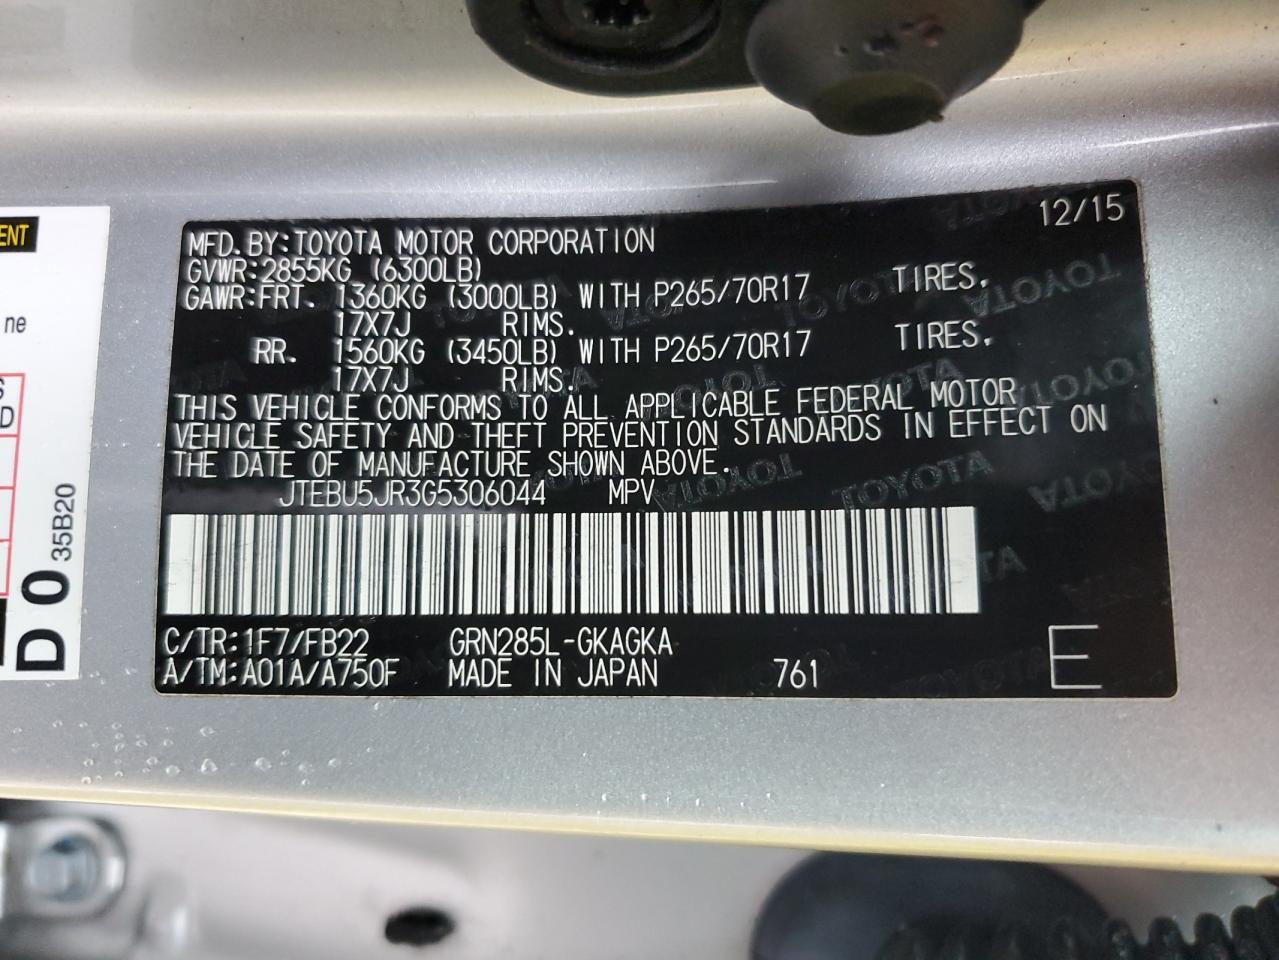 12/15
MFD. BY:TOYOTA MOTOR CORPORATION
GVWR:2855KG (6300LB)
GAWR:FRT. 1360KG (3000LB) WITH P265/70R17 TIRES.
17X7J RIMS.
RR. 1560KG (3450LB) WITH P265/70R17 TIRES.
17X7J RIMS.
THIS VEHICLE CONFORMS TO ALL APPLICABLE FEDERAL MOTOR
VEHICLE SAFETY AND THEFT PREVENTION STANDARDS IN EFFECT ON
THE DATE OF MANUFACTURE SHOWN ABOVE.
JTEBU5JR3G5306044 MPV
C/TR:1F7/FB22 GRN285L-GKAGKA
A/TM:A01A/A750F MADE IN JAPAN 761 E
ne
D 0 35B20